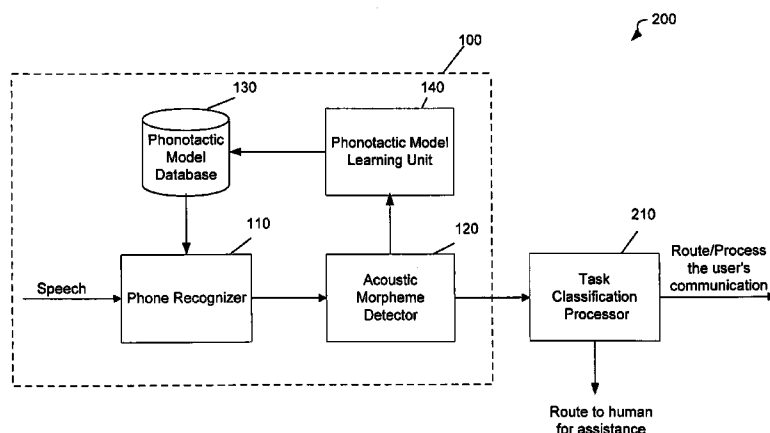 200
100
130
140
Phonotactic
Model
Database
Phonotactic Model
Learning Unit
110
120
210
Speech
Phone Recognizer
Acoustic
Morpheme
Detector
Task
Classification
Processor
Route/Process
the user's
communication
Route to human
for assistance